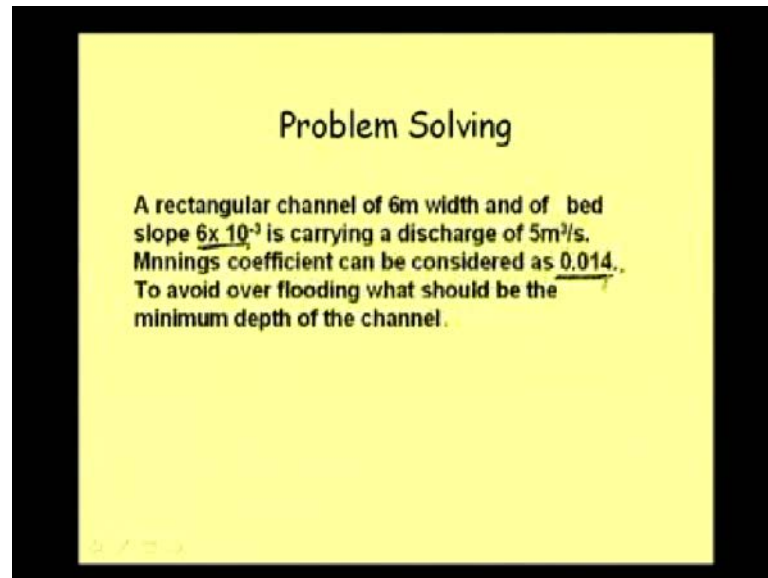 Problem Solving
A rectangular channel of 6m width and of bed
slope 6x 10⁻³ is carrying a discharge of 5m³/s.
Mnnings coefficient can be considered as 0.014.
To avoid over flooding what should be the
minimum depth of the channel.